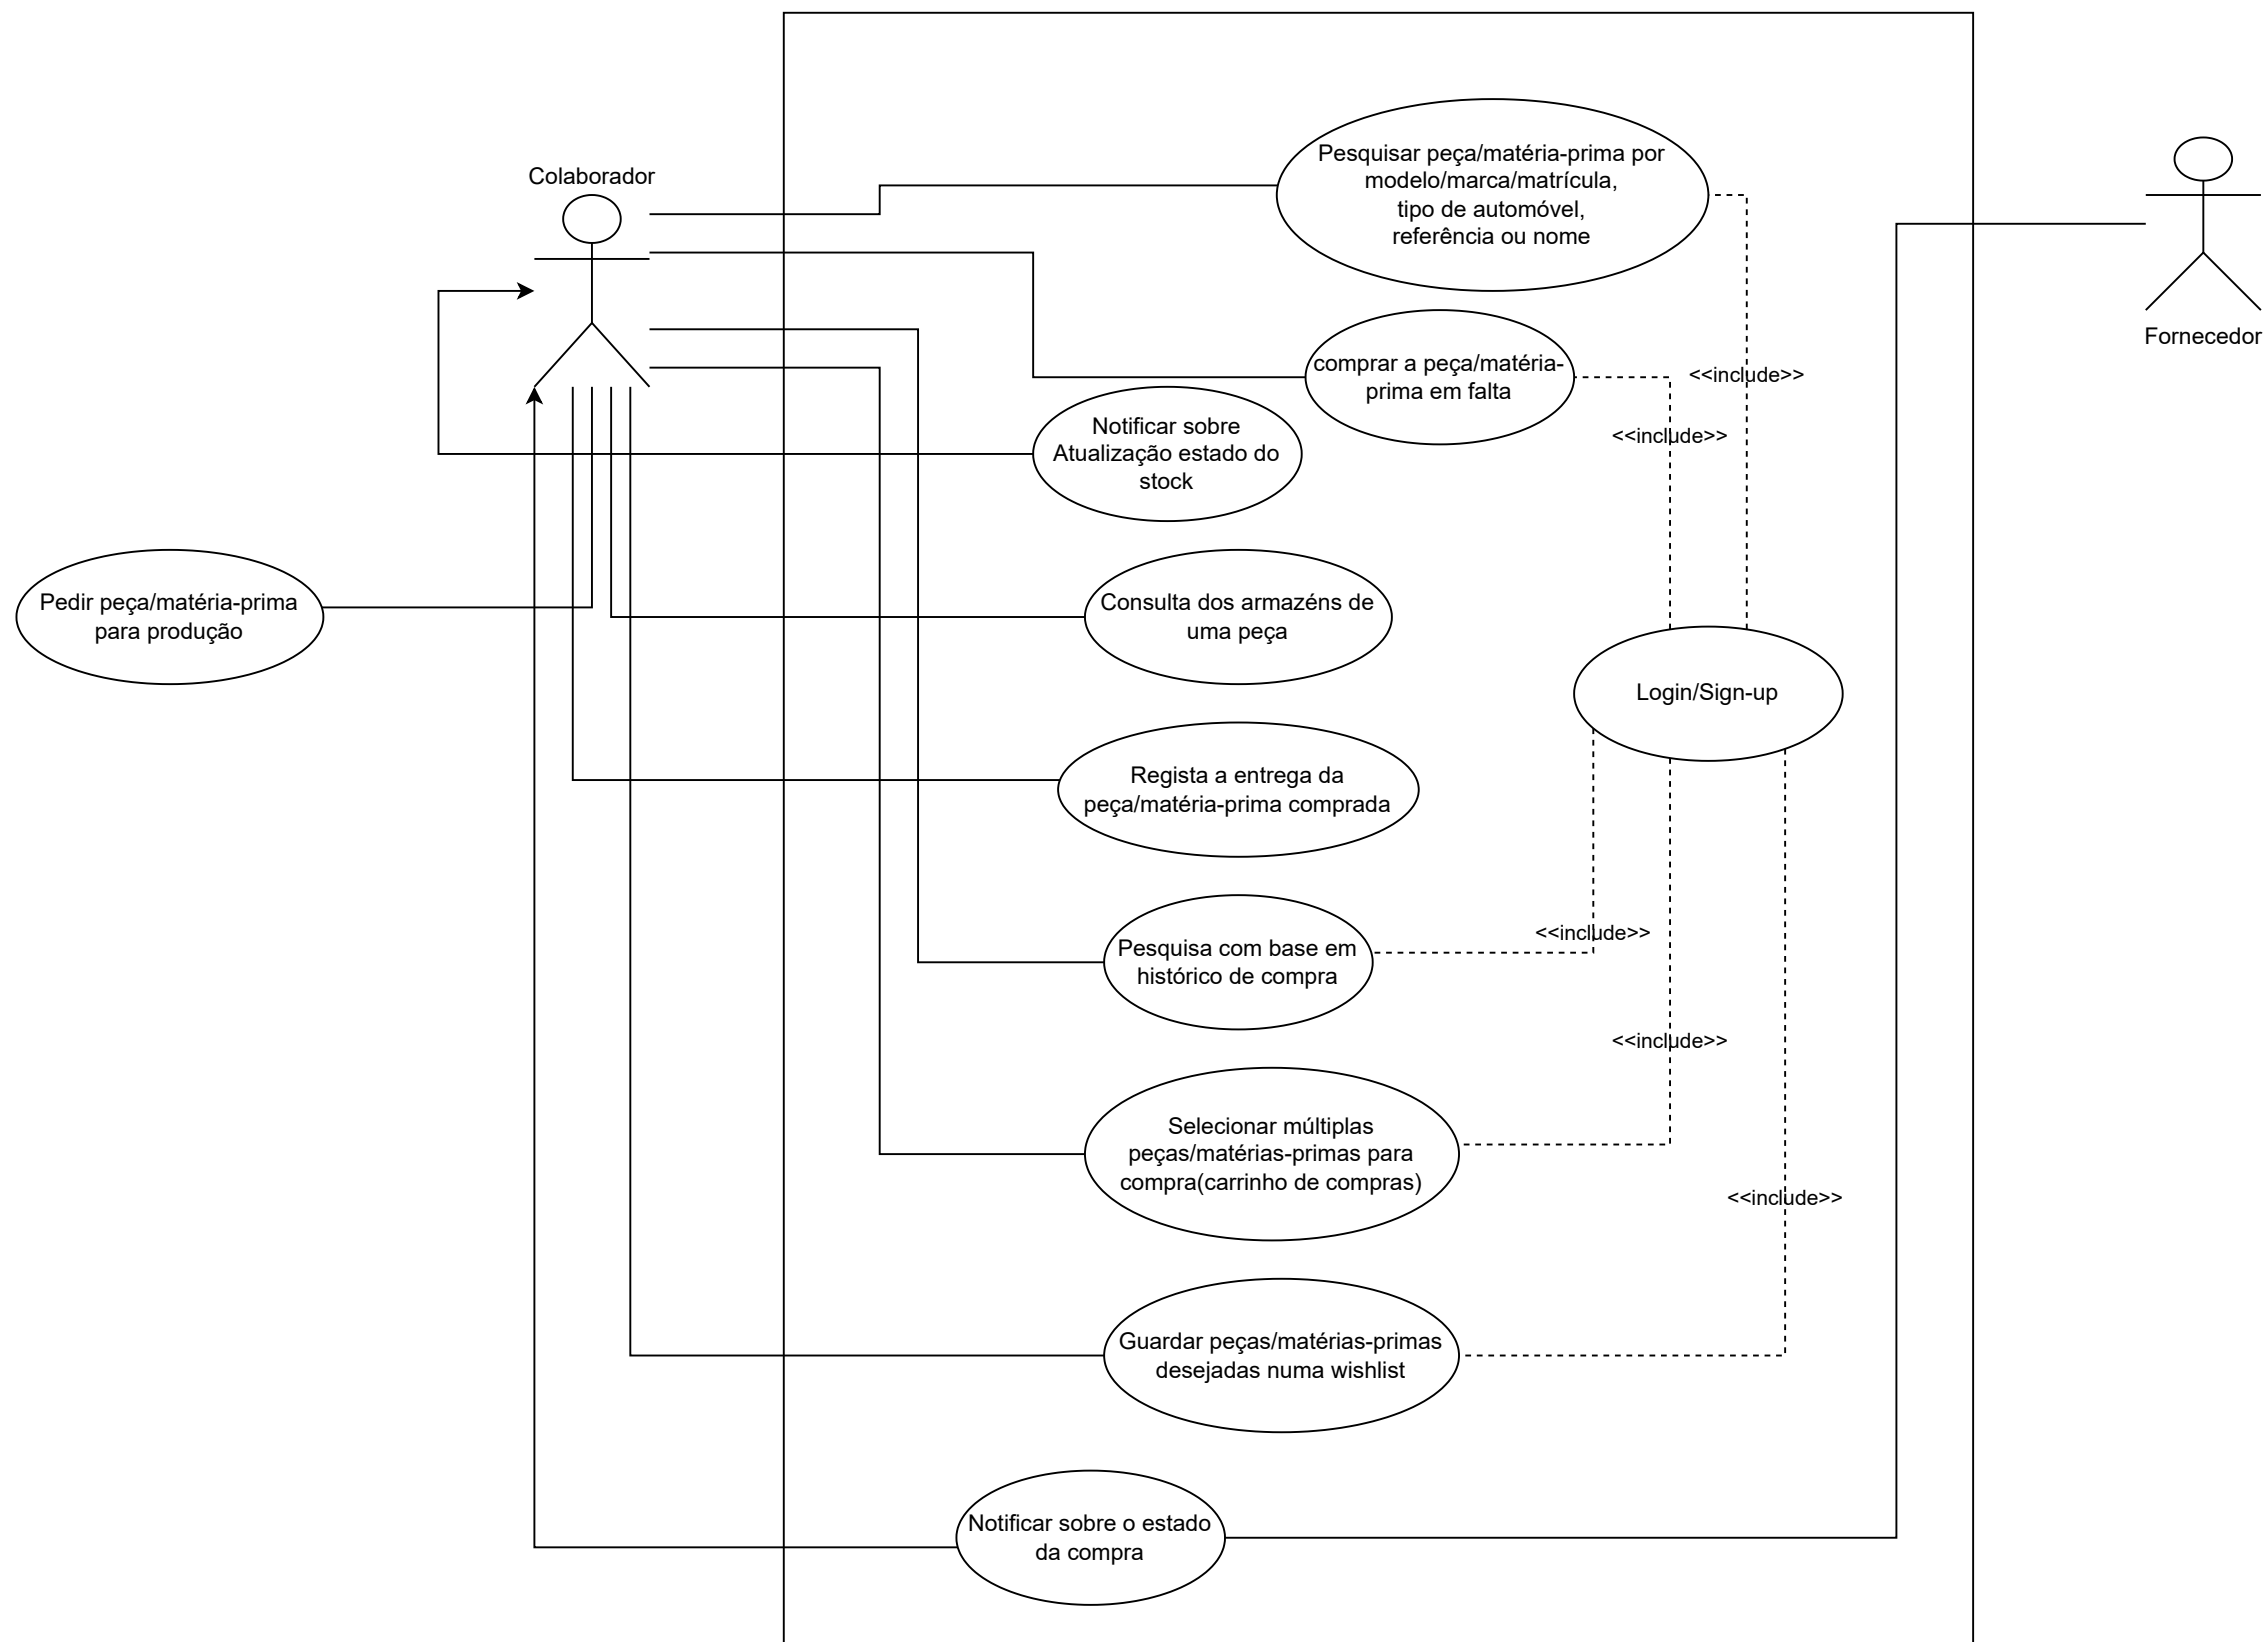 Colaborador
Pesquisar peça/matéria-prima por
modelo/marca/matrícula,
tipo de automóvel,
referência ou nome
Fornecedor
comprar a peça/matéria-
prima em falta
<<include>>
<<include>>
Notificar sobre
Atualização estado do
stock
Pedir peça/matéria-prima
para produção
Consulta dos armazéns de
uma peça
Login/Sign-up
Regista a entrega da
peça/matéria-prima comprada
Pesquisa com base em
histórico de compra
<<include>>
<<include>>
Selecionar múltiplas
peças/matérias-primas para
compra(carrinho de compras)
<<include>>
Guardar peças/matérias-primas
desejadas numa wishlist
Notificar sobre o estado
da compra